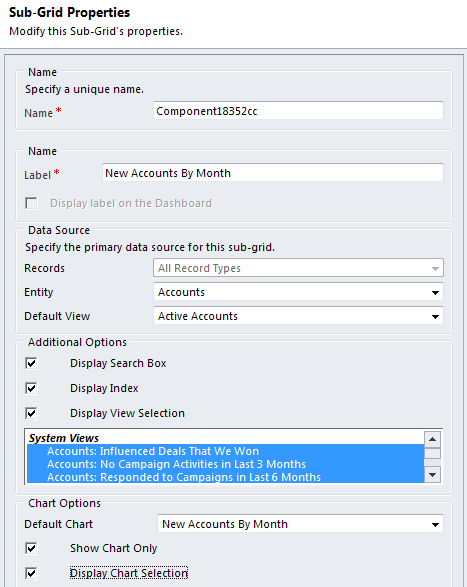 Sub-Grid Properties
Modify this Sub-Grid's properties.
Name
Specify a unique name.
Name * Component18352cc
Name
Label * New Accounts By Month
Display label on the Dashboard
Data Source
Specify the primary data source for this sub-grid.
Records All Record Types
Entity Accounts
Default View Active Accounts
Additional Options
Display Search Box
Display Index
Display View Selection
System Views
Accounts: Influenced Deals That We Won
Accounts: No Campaign Activities in Last 3 Months
Accounts: Responded to Campaigns in Last 6 Months
Chart Options
Default Chart New Accounts By Month
Show Chart Only
Display Chart Selection